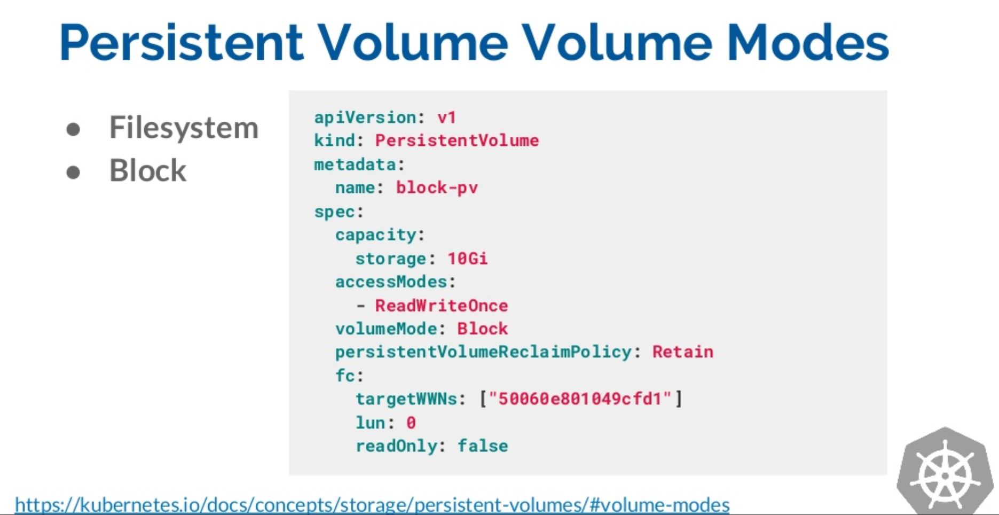 Persistent Volume Volume Modes
● Filesystem
● Block
apiVersion: v1
kind: PersistentVolume
metadata:
  name: block-pv
spec:
  capacity:
    storage: 10Gi
  accessModes:
    - ReadWriteOnce
  volumeMode: Block
  persistentVolumeReclaimPolicy: Retain
  fc:
    targetWWNs: ["50060e801049cfd1"]
    lun: 0
    readOnly: false
https://kubernetes.io/docs/concepts/storage/persistent-volumes/#volume-modes